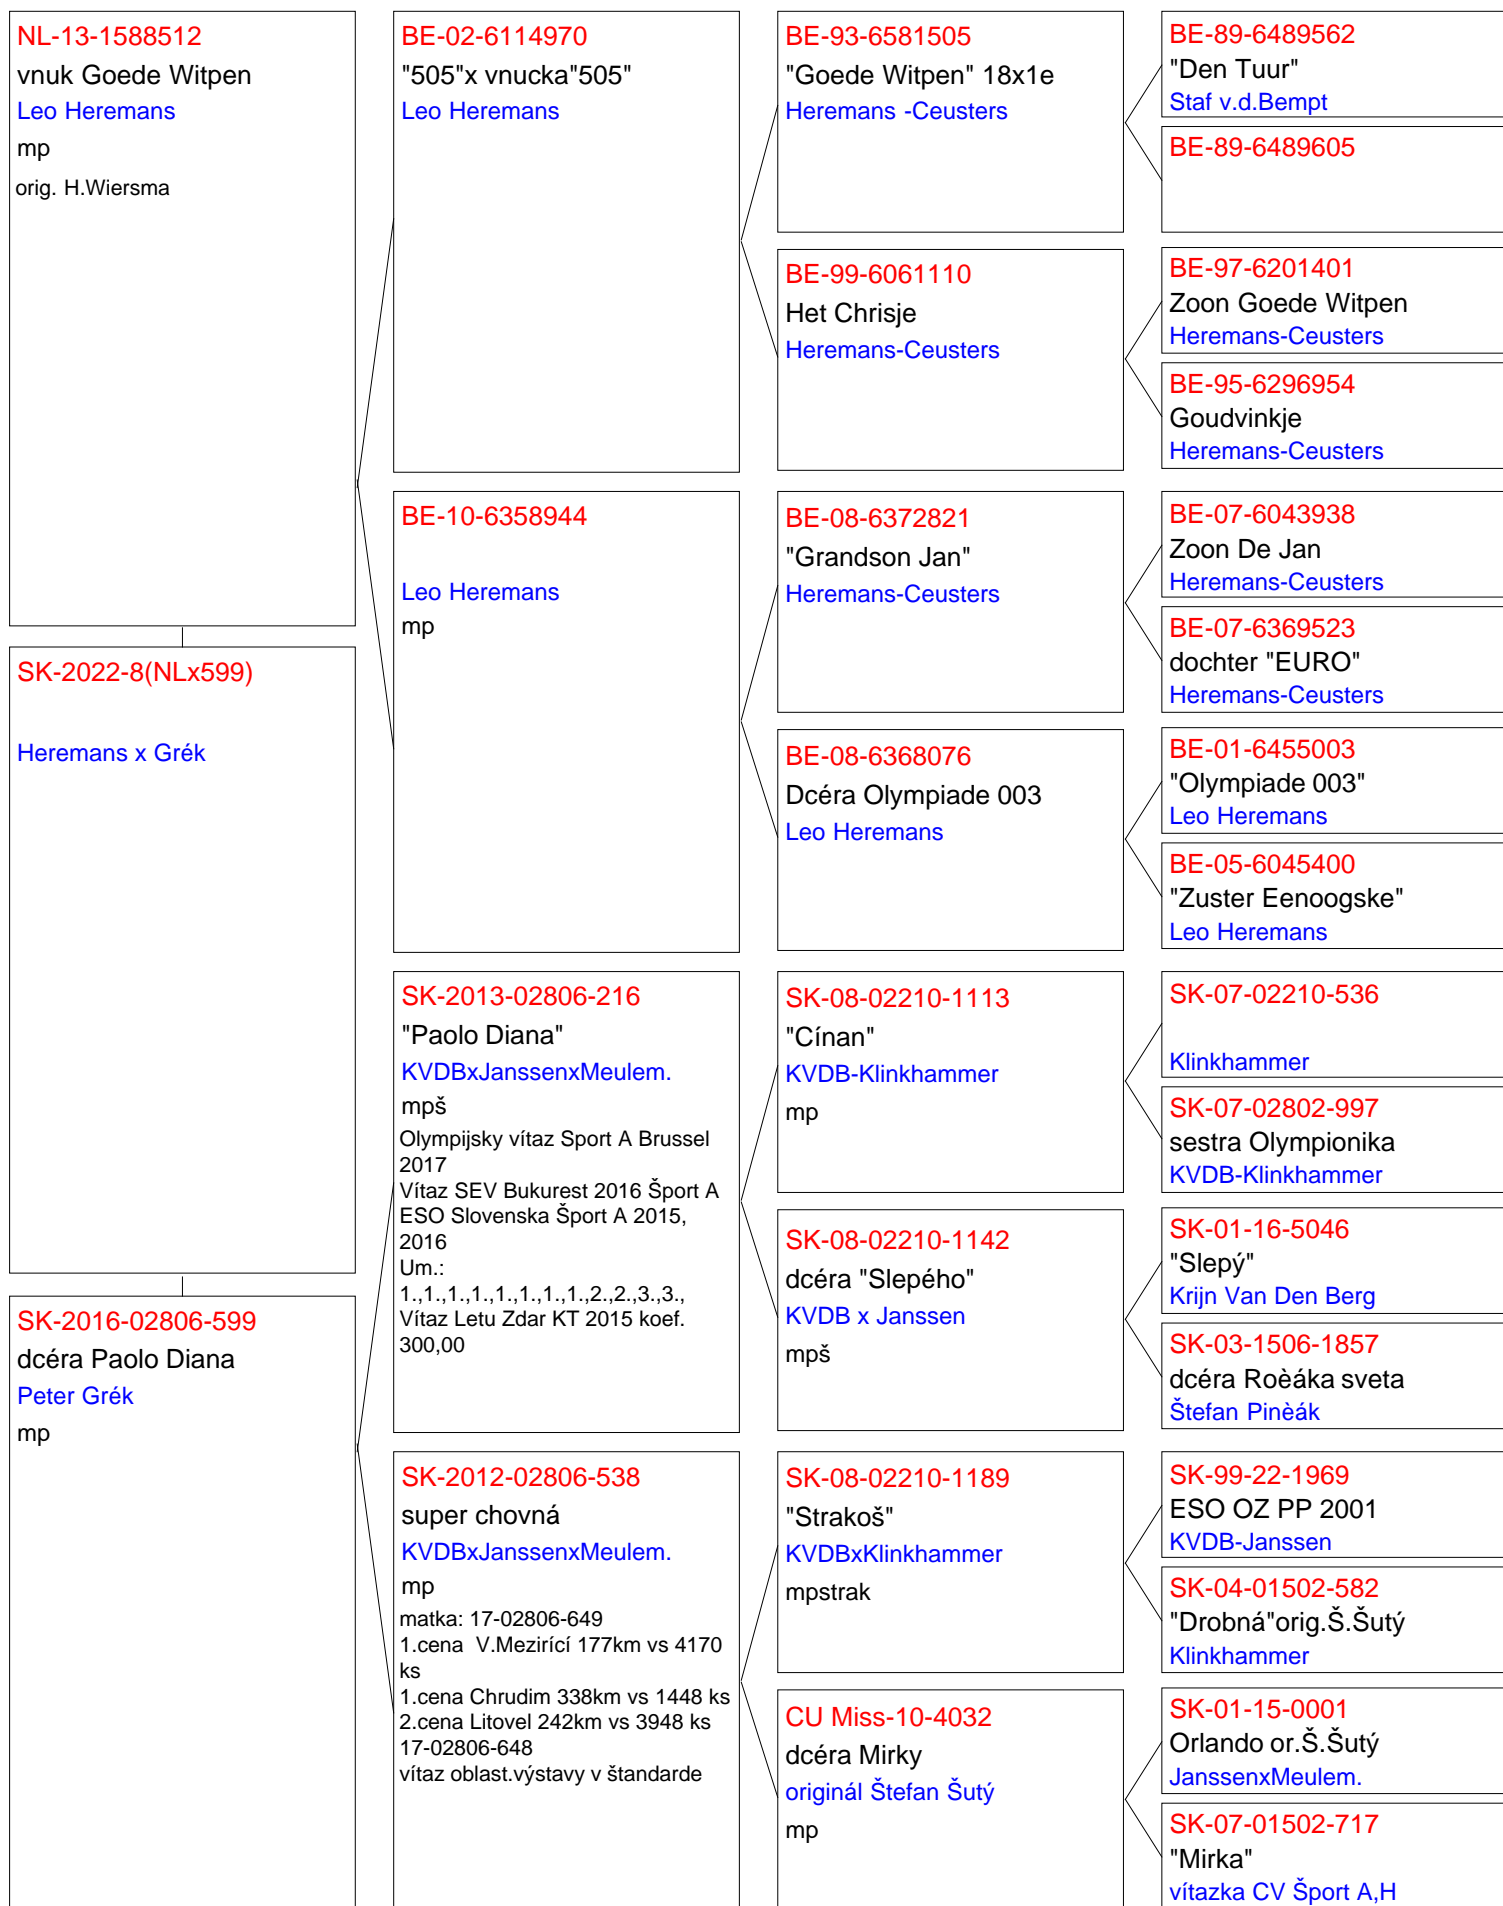 NL-13-1588512
vnuk Goede Witpen
Leo Heremans
mp
orig. H.Wiersma
SK-2022-8(NLx599)
Heremans x Grék
SK-2016-02806-599
dcéra Paolo Diana
Peter Grék
mp
BE-02-6114970
"505"x vnucka"505"
Leo Heremans
BE-10-6358944
Leo Heremans
mp
SK-2013-02806-216
"Paolo Diana"
KVDBxJanssenxMeulem.
mpš
Olympijsky vítaz Sport A Brussel
2017
Vítaz SEV Bukurest 2016 Šport A
ESO Slovenska Šport A 2015,
2016
Um.:
1.,1.,1.,1.,1.,1.,1.,1.,2.,2.,3.,3.,
Vítaz Letu Zdar KT 2015 koef.
300,00
SK-2012-02806-538
super chovná
KVDBxJanssenxMeulem.
mp
matka: 17-02806-649
1.cena  V.Mezirící 177km vs 4170
ks
1.cena Chrudim 338km vs 1448 ks
2.cena Litovel 242km vs 3948 ks
17-02806-648
vítaz oblast.výstavy v štandarde
BE-93-6581505
"Goede Witpen" 18x1e
Heremans -Ceusters
BE-99-6061110
Het Chrisje
Heremans-Ceusters
BE-08-6372821
"Grandson Jan"
Heremans-Ceusters
BE-08-6368076
Dcéra Olympiade 003
Leo Heremans
SK-08-02210-1113
"Cínan"
KVDB-Klinkhammer
mp
SK-08-02210-1142
dcéra "Slepého"
KVDB x Janssen
mpš
SK-08-02210-1189
"Strakoš"
KVDBxKlinkhammer
mpstrak
CU Miss-10-4032
dcéra Mirky
originál Štefan Šutý
mp
BE-89-6489562
"Den Tuur"
Staf v.d.Bempt
BE-89-6489605
BE-97-6201401
Zoon Goede Witpen
Heremans-Ceusters
BE-95-6296954
Goudvinkje
Heremans-Ceusters
BE-07-6043938
Zoon De Jan
Heremans-Ceusters
BE-07-6369523
dochter "EURO"
Heremans-Ceusters
BE-01-6455003
"Olympiade 003"
Leo Heremans
BE-05-6045400
"Zuster Eenoogske"
Leo Heremans
SK-07-02210-536
Klinkhammer
SK-07-02802-997
sestra Olympionika
KVDB-Klinkhammer
SK-01-16-5046
"Slepý"
Krijn Van Den Berg
SK-03-1506-1857
dcéra Roèáka sveta
Štefan Pinèák
SK-99-22-1969
ESO OZ PP 2001
KVDB-Janssen
SK-04-01502-582
"Drobná"orig.Š.Šutý
Klinkhammer
SK-01-15-0001
Orlando or.Š.Šutý
JanssenxMeulem.
SK-07-01502-717
"Mirka"
vítazka CV Šport A,H